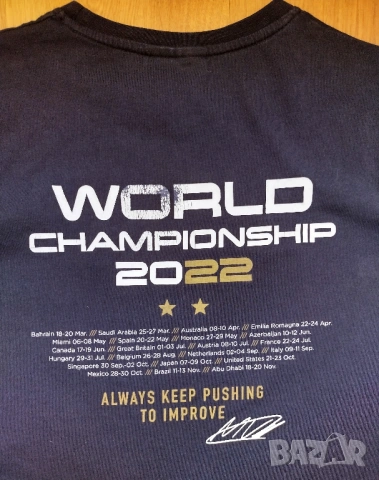 WORLD
CHAMPIONSHIP
2022
Bahrain 18-20 Mar. /// Saudi Arabia 25-27 Mar. /// Australia 08-10 Apr. /// Emilia Romagna 22-24 Apr.
Miami 06-08 May /// Spain 20-22 May /// Monaco 27-29 May /// Azerbaijan 10-12 Jun.
Canada 17-19 Jun. /// Great Britain 01-03 Jul. /// Austria 08-10 Jul. /// France 22-24 Jul.
Hungary 29-31 Jul. /// Belgium 26-28 Aug. /// Netherlands 02-04 Sep. /// Italy 09-11 Sep.
Singapore 30 Sep.-02 Oct. /// Japan 07-09 Oct. /// United States 21-23 Oct.
Mexico 28-30 Oct. /// Brazil 11-13 Nov. /// Abu Dhabi 18-20 Nov.
ALWAYS KEEP PUSHING
TO IMPROVE
BAZAR